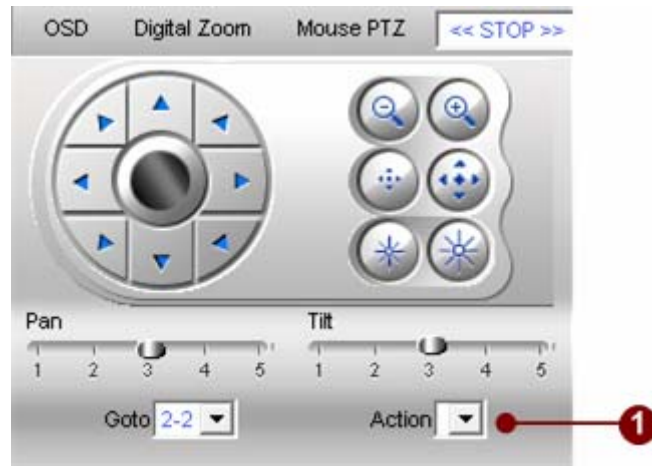 OSD Digital Zoom Mouse PTZ << STOP >>
Pan Tilt
1 2 3 4 5 1 2 3 4 5
Goto 2-2 Action 1